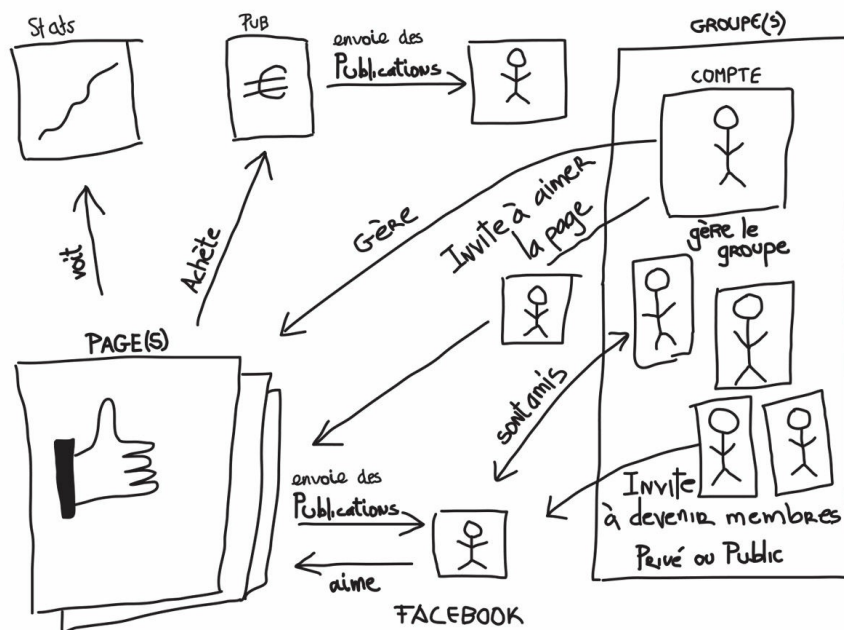 Stats
PUB
€
envoie des
Publications
GROUPE(S)
COMPTE
gère le
groupe
Gère
Invite à aimer
la page
voit
Achète
PAGE(S)
sont amis
envoie des
Publications
aime
Invite
à devenir membres
Privé ou Public
FACEBOOK